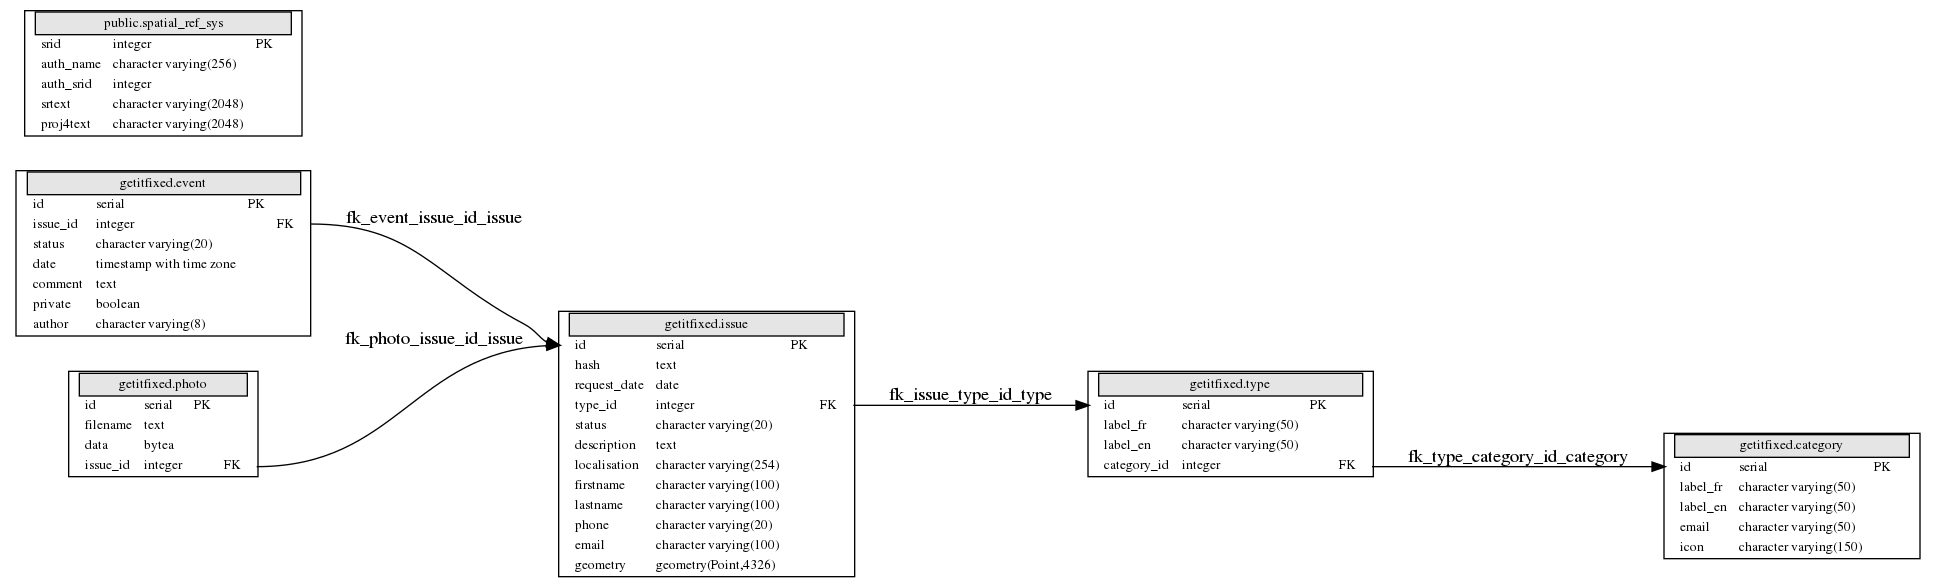 public.spatial_ref_sys
srid integer PK
auth_name character varying(256)
auth_srid integer
srtext character varying(2048)
proj4text character varying(2048)
getitfixed.event
id serial PK
issue_id integer FK
status character varying(20)
date timestamp with time zone
comment text
private boolean
author character varying(8)
fk_event_issue_id_issue
getitfixed.photo
id serial PK
filename text
data bytea
issue_id integer FK
fk_photo_issue_id_issue
getitfixed.issue
id serial PK
hash text
request_date date
type_id integer FK
status character varying(20)
description text
localisation character varying(254)
firstname character varying(100)
lastname character varying(100)
phone character varying(20)
email character varying(100)
geometry geometry(Point,4326)
fk_issue_type_id_type
getitfixed.type
id serial PK
label_fr character varying(50)
label_en character varying(50)
category_id integer FK
fk_type_category_id_category
getitfixed.category
id serial PK
label_fr character varying(50)
label_en character varying(50)
email character varying(50)
icon character varying(150)